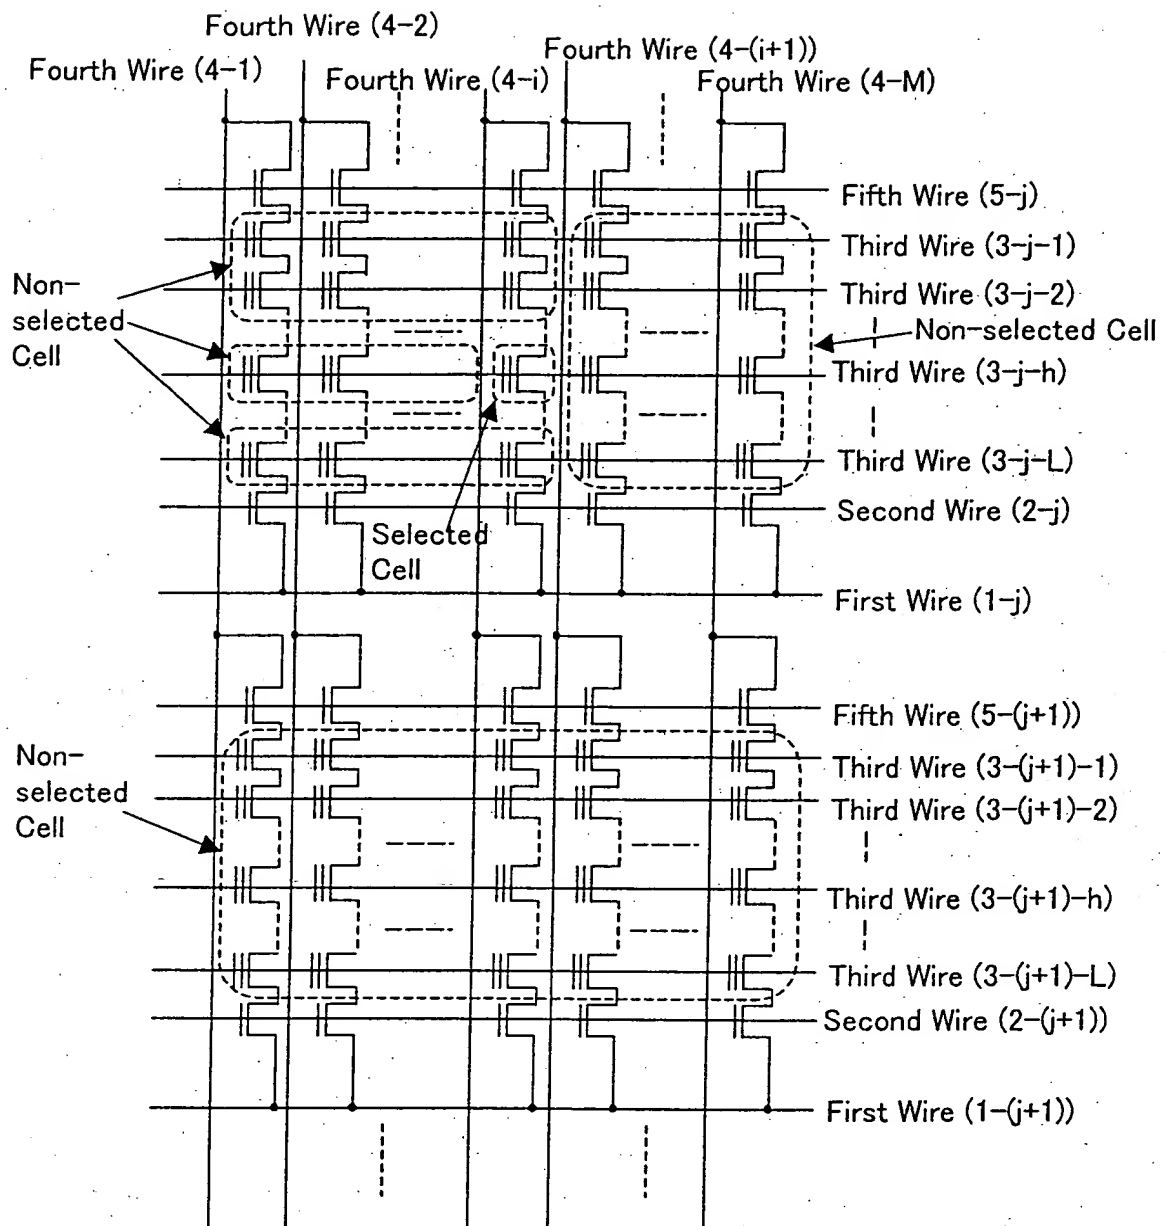 Fourth Wire (4-2)
Fourth Wire (4-1)
Fourth Wire (4-i)
Fourth Wire (4-(i+1))
Fourth Wire (4-M)
Fifth Wire (5-j)
Third Wire (3-j-1)
Third Wire (3-j-2)
Non-
selected
Cell
Non-selected Cell
Third Wire (3-j-h)
Third Wire (3-j-L)
Second Wire (2-j)
Selected
Cell
First Wire (1-j)
Fifth Wire (5-(j+1))
Non-
selected
Cell
Third Wire (3-(j+1)-1)
Third Wire (3-(j+1)-2)
Third Wire (3-(j+1)-h)
Third Wire (3-(j+1)-L)
Second Wire (2-(j+1))
First Wire (1-(j+1))